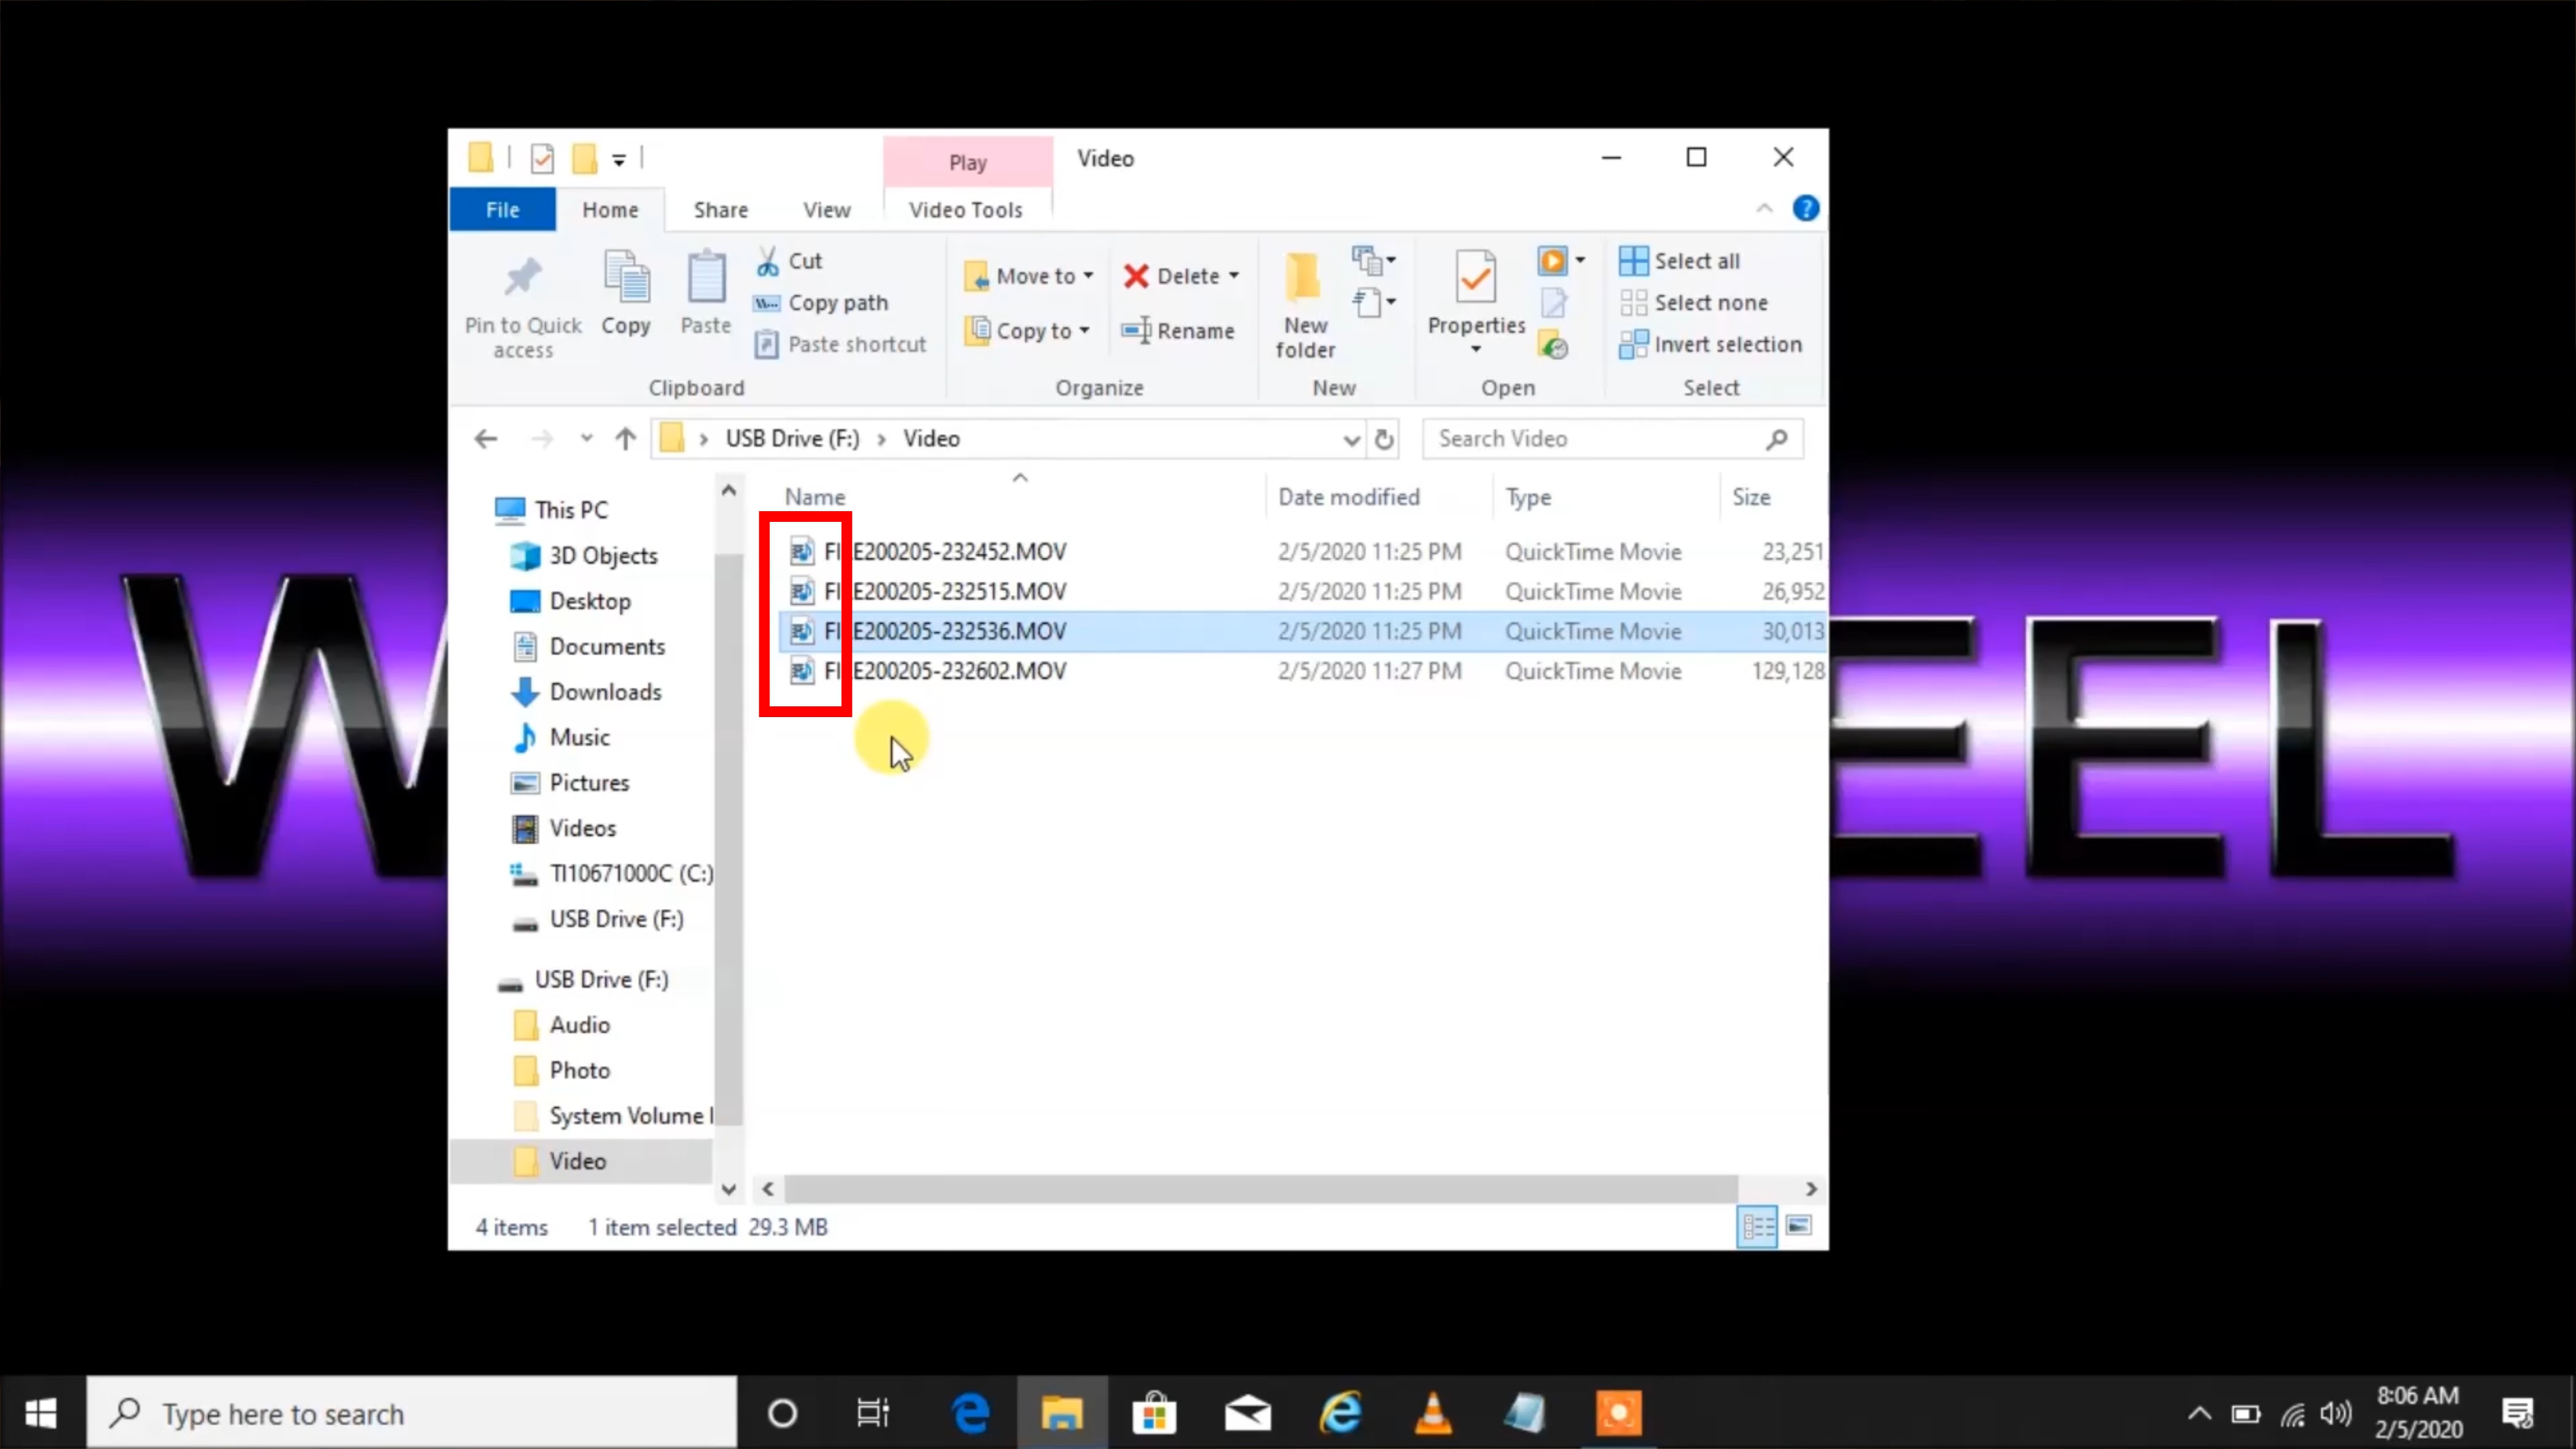 Play Video
File Home Share View Video Tools
Pin to Quick access
Copy
Paste
Cut
Copy path
Paste shortcut
Clipboard
Move to
Copy to
Delete
Rename
Organize
New folder
New
Properties
Open
Select all
Select none
Invert selection
Select
USB Drive (F:) Video
Search Video
This PC
3D Objects
Desktop
Documents
Downloads
Music
Pictures
Videos
TI10671000C (C:)
USB Drive (F:)
USB Drive (F:)
Audio
Photo
System Volume I
Video
Name Date modified Type Size
FILE200205-232452.MOV 2/5/2020 11:25 PM QuickTime Movie 23,251
FILE200205-232515.MOV 2/5/2020 11:25 PM QuickTime Movie 26,952
FILE200205-232536.MOV 2/5/2020 11:25 PM QuickTime Movie 30,013
FILE200205-232602.MOV 2/5/2020 11:27 PM QuickTime Movie 129,128
4 items 1 item selected 29.3 MB
W EEL
Type here to search
8:06 AM
2/5/2020